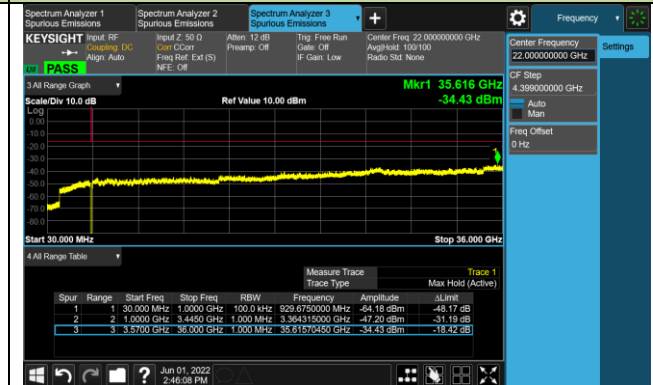 Spectrum Analyzer 1
Spurious Emissions
Spectrum Analyzer 2
Spurious Emissions
Spectrum Analyzer 3
Spurious Emissions
Frequency
KEYSIGHT
Input: RF
Coupling: DC
Align: Auto
Input Z: 50 Ω
Corr CCorr
Freq Ref: Ext (S)
NFE: Off
Atten: 12 dB
Preamp: Off
Trig: Free Run
Gate: Off
IF Gain: Low
Center Freq: 22.000000000 GHz
Avg|Hold: 100/100
Radio Std: None
PASS
3 All Range Graph
Scale/Div 10.0 dB
Ref Value 10.00 dBm
Mkr1 35.616 GHz
-34.43 dBm
Log
0.00
-10.0
-20.0
-30.0
-40.0
-50.0
-60.0
-70.0
-80.0
1
Start 30.000 MHz
Stop 36.000 GHz
4 All Range Table
Measure Trace Trace 1
Trace Type Max Hold (Active)
Spur Range Start Freq Stop Freq RBW Frequency Amplitude ΔLimit
1 1 30.000 MHz 1.0000 GHz 100.0 kHz 929.6750000 MHz -64.18 dBm -48.17 dB
2 2 1.0000 GHz 3.4450 GHz 1.000 MHz 3.364315000 GHz -47.20 dBm -31.19 dB
3 3 3.5700 GHz 36.000 GHz 1.000 MHz 35.61570450 GHz -34.43 dBm -18.42 dB
Center Frequency
22.000000000 GHz
Settings
CF Step
4.399000000 GHz
Auto
Man
Freq Offset
0 Hz
Jun 01, 2022
2:46:08 PM